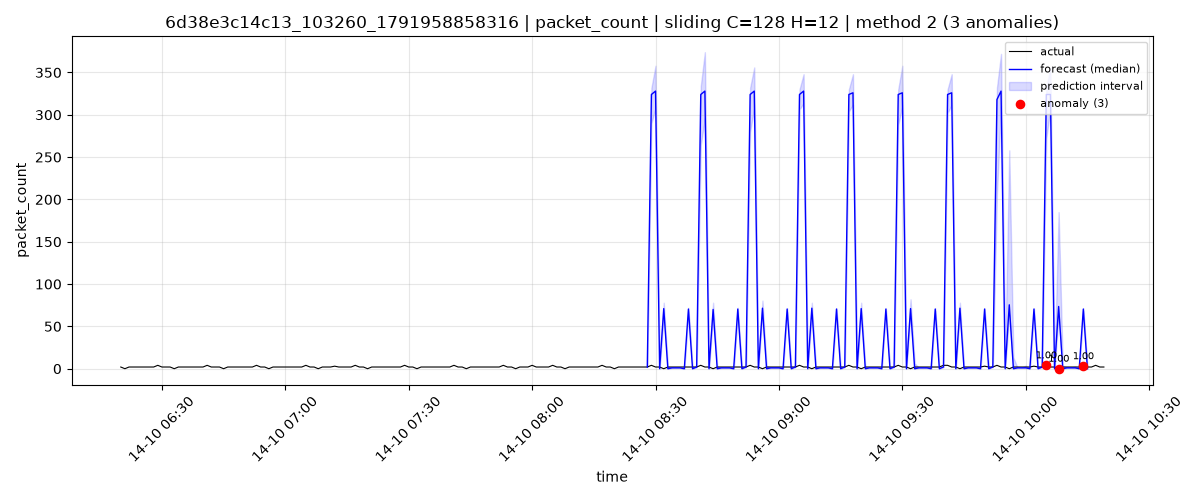 6d38e3c14c13_103260_1791958858316 | packet_count | sliding C=128 H=12 | method 2 (3 anomalies)
actual
forecast (median)
prediction interval
anomaly (3)
packet_count
350
300
250
200
150
100
50
0
1.00
1.00
1.00
14-10 06:30
14-10 07:00
14-10 07:30
14-10 08:00
14-10 08:30
14-10 09:00
14-10 09:30
14-10 10:00
14-10 10:30
time